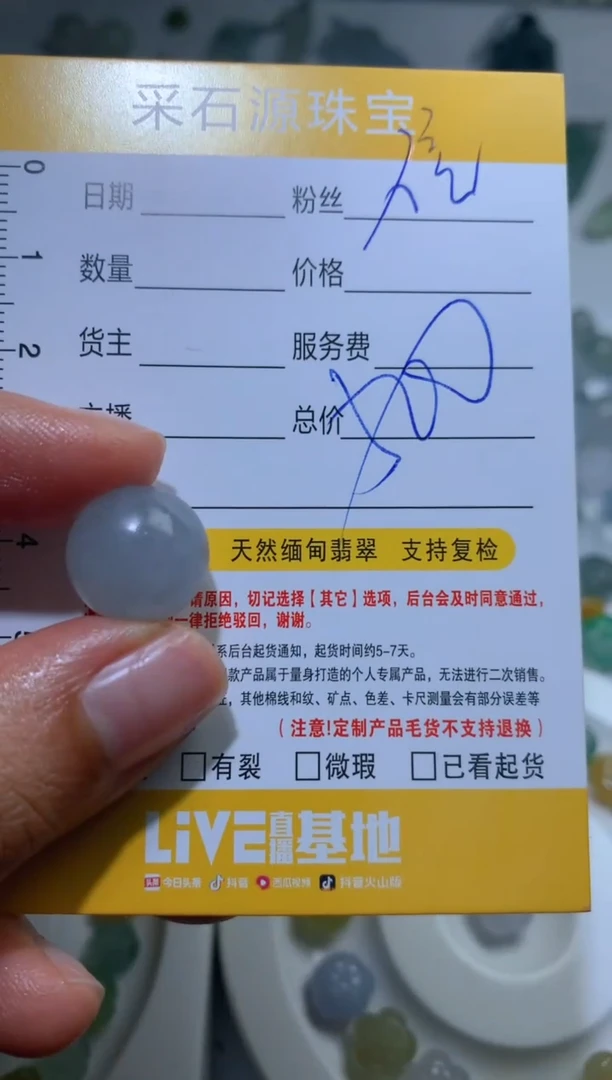 采石源珠宝
0
日期 粉丝
1
数量 价格
2
货主 服务费
主播 总价
4
天然缅甸翡翠 支持复检
原因，切记选择【其它】选项，后台会及时同意通过，
一律拒绝驳回，谢谢。
系后台起货通知，起货时间约5-7天。
款产品属于量身打造的个人专属产品，无法进行二次销售。
，其他棉线和纹、矿点、色差、卡尺测量会有部分误差等
（注意!定制产品毛货不支持退换）
有裂 微瑕 已看起货
LiVE直播基地
头条 今日头条 抖音 西瓜视频 抖音火山版